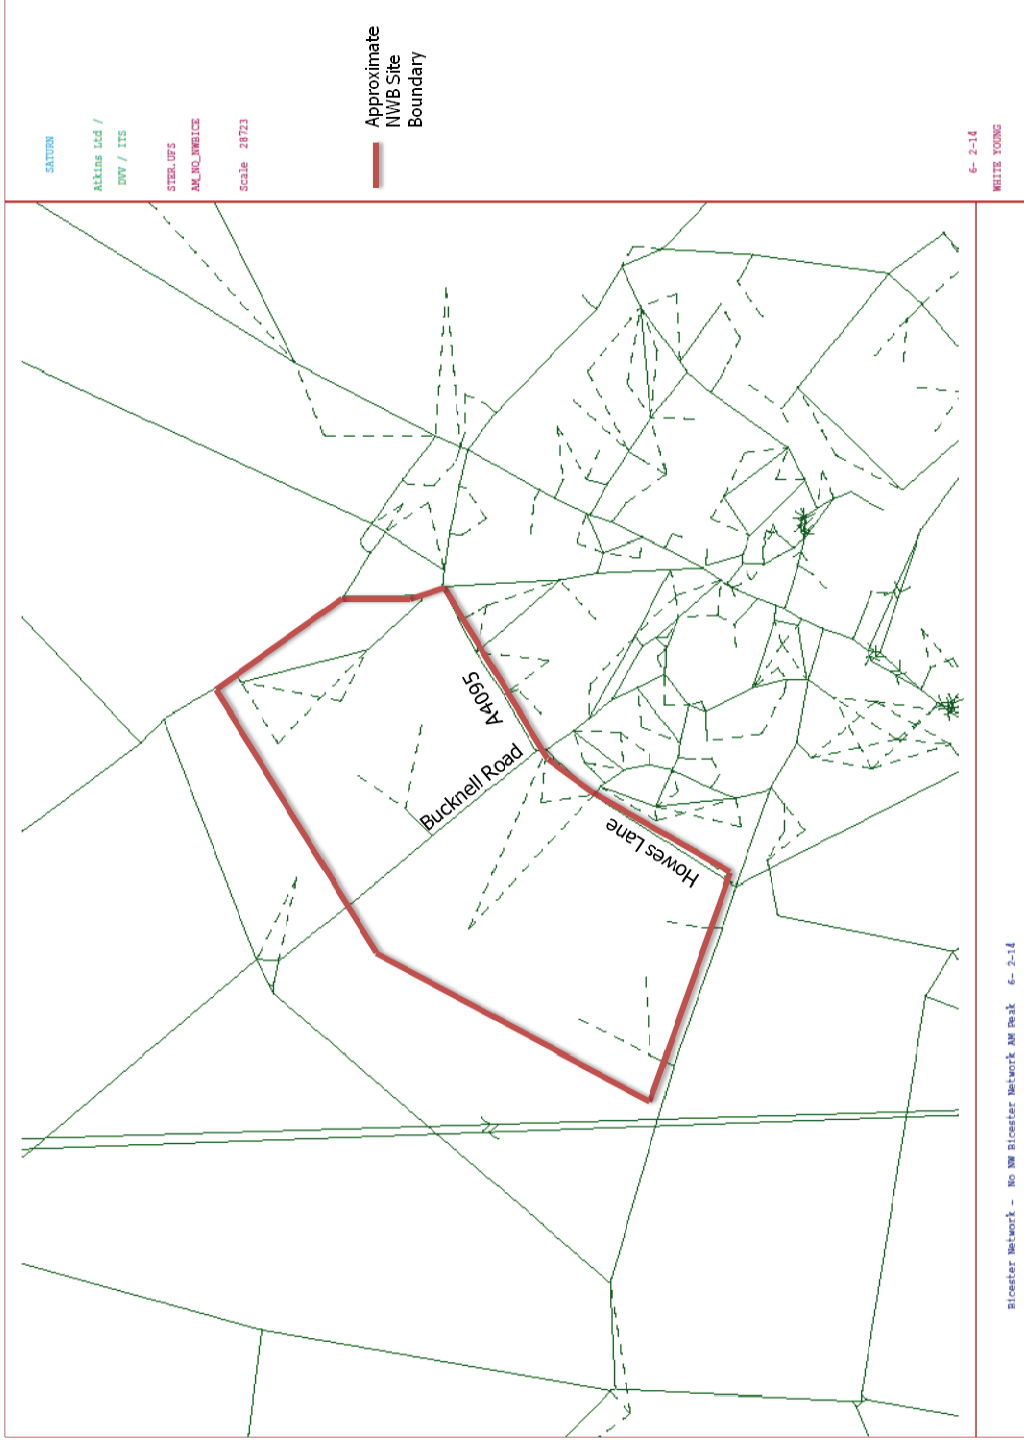 SATURN
Atkins Ltd /
DVV / ITS
STER.UFS
AM_NO_NWBICE
Scale 28723
Approximate
NWB Site
Boundary
6- 2-14
WHITE YOUNG
A4095
Bucknell Road
Howes Lane
Bicester Network - No NW Bicester Network AM Peak 6- 2-14